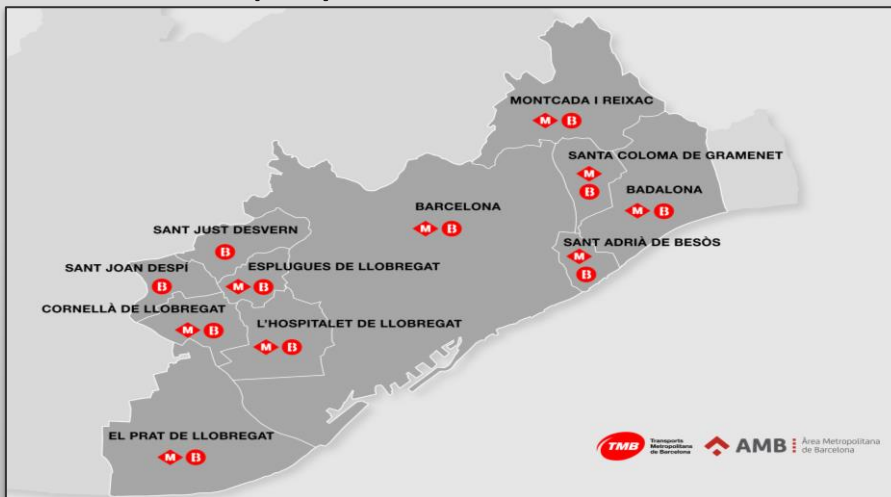 MONTCADA I REIXAC
M B
SANTA COLOMA DE GRAMENET
M
B
BADALONA
M B
BARCELONA
M B
SANT ADRIÀ DE BESÒS
M
B
SANT JUST DESVERN
B
SANT JOAN DESPÍ
B
ESPLUGUES DE LLOBREGAT
M B
CORNELLÀ DE LLOBREGAT
M B
L'HOSPITALET DE LLOBREGAT
M B
EL PRAT DE LLOBREGAT
M B
TMB
Transports
Metropolitans
de Barcelona
AMB
Àrea Metropolitana
de Barcelona